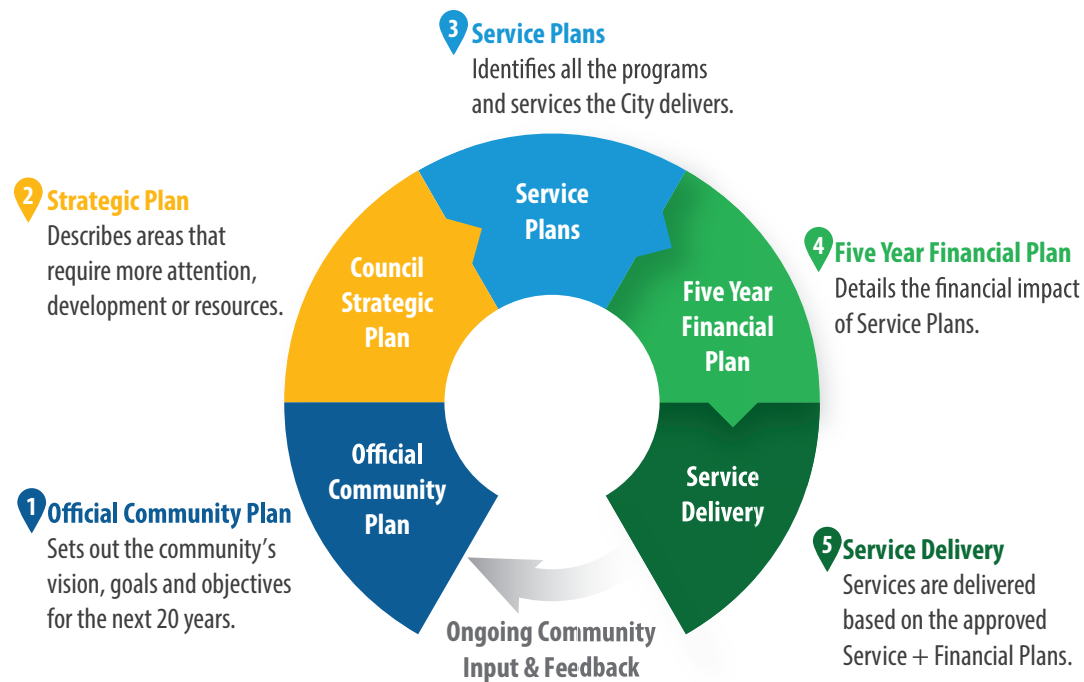 3 Service Plans
Identifies all the programs
and services the City delivers.
2 Strategic Plan
Describes areas that
require more attention,
development or resources.
Service
Plans
Council
Strategic
Plan
Five Year
Financial
Plan
4 Five Year Financial Plan
Details the financial impact
of Service Plans.
Official
Community
Plan
Service
Delivery
1 Official Community Plan
Sets out the community’s
vision, goals and objectives
for the next 20 years.
5 Service Delivery
Services are delivered
based on the approved
Service + Financial Plans.
Ongoing Community
Input & Feedback